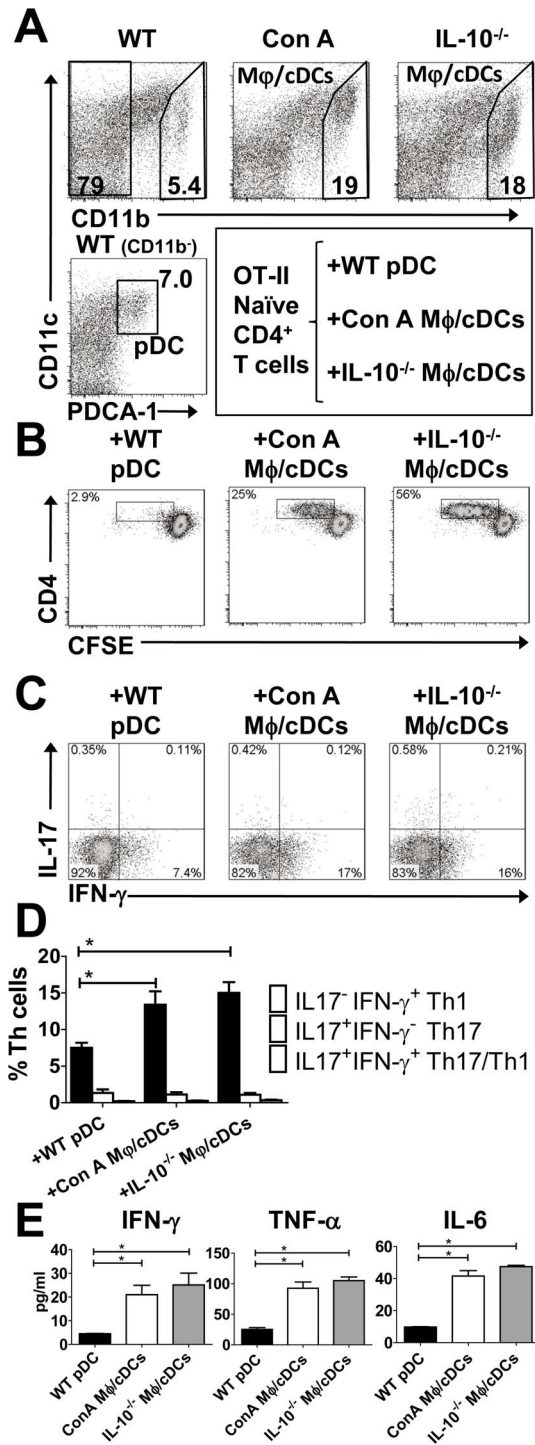 A
WT Con A IL-10-/-
Mφ/cDCs Mφ/cDCs
79 5.4 19 18
CD11b
WT (CD11b-)
7.0
pDC
CD11c
PDCA-1
OT-II
Naïve
CD4+
T cells
+WT pDC
+Con A Mϕ/cDCs
+IL-10-/- Mϕ/cDCs
B
+WT
pDC
+Con A
Mϕ/cDCs
+IL-10-/-
Mϕ/cDCs
2.9% 25% 56%
CD4
CFSE
C
+WT
pDC
+Con A
Mϕ/cDCs
+IL-10-/-
Mϕ/cDCs
0.35% 0.11% 0.42% 0.12% 0.58% 0.21%
IL-17
92% 7.4% 82% 17% 83% 16%
IFN-γ
D
* 
*
20
15
10
5
0
% Th cells
IL17- IFN-γ+ Th1
IL17+IFN-γ- Th17
IL17+IFN-γ+ Th17/Th1
+WT pDC
+Con A Mφ/cDCs
+IL-10-/- Mφ/cDCs
E
IFN-γ
*
*
40
30
20
10
0
pg/ml
WT pDC
ConA Mϕ/cDCs
IL-10-/- Mϕ/cDCs
TNF-α
*
*
150
100
50
0
WT pDC
ConA Mϕ/cDCs
IL-10-/- Mϕ/cDCs
IL-6
*
*
60
40
20
0
WT pDC
ConA Mϕ/cDCs
IL-10-/- Mϕ/cDCs